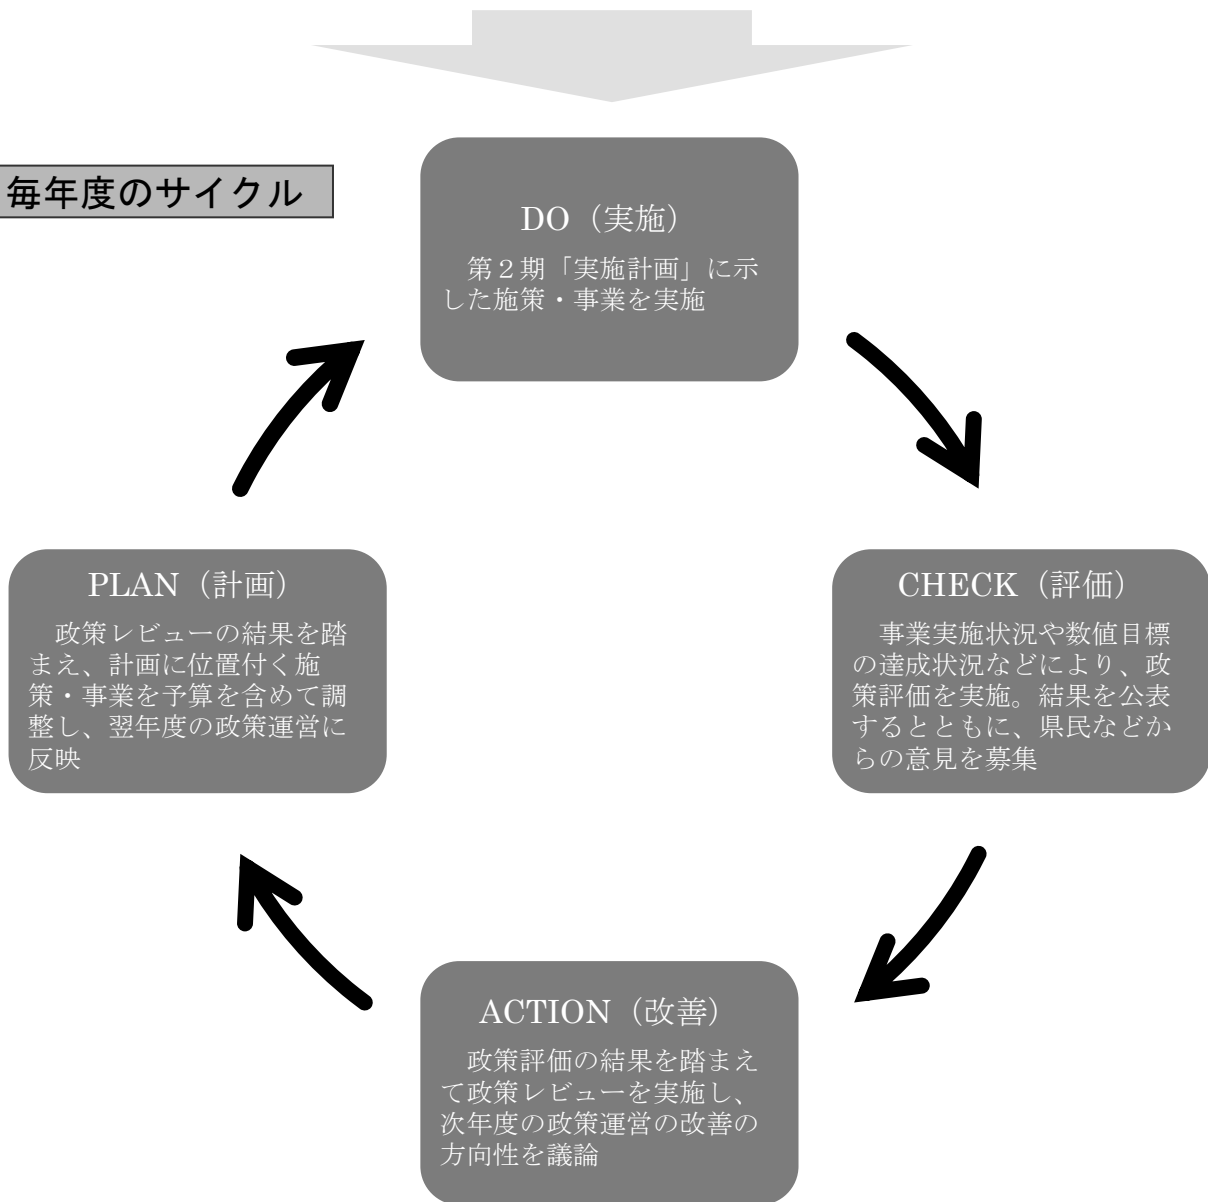 毎年度のサイクル
DO（実施）
第２期「実施計画」に示
した施策・事業を実施
PLAN（計画）
政策レビューの結果を踏
まえ、計画に位置付く施
策・事業を予算を含めて調
整し、翌年度の政策運営に
反映
CHECK（評価）
事業実施状況や数値目標
の達成状況などにより、政
策評価を実施。結果を公表
するとともに、県民などか
らの意見を募集
ACTION（改善）
政策評価の結果を踏まえ
て政策レビューを実施し、
次年度の政策運営の改善の
方向性を議論